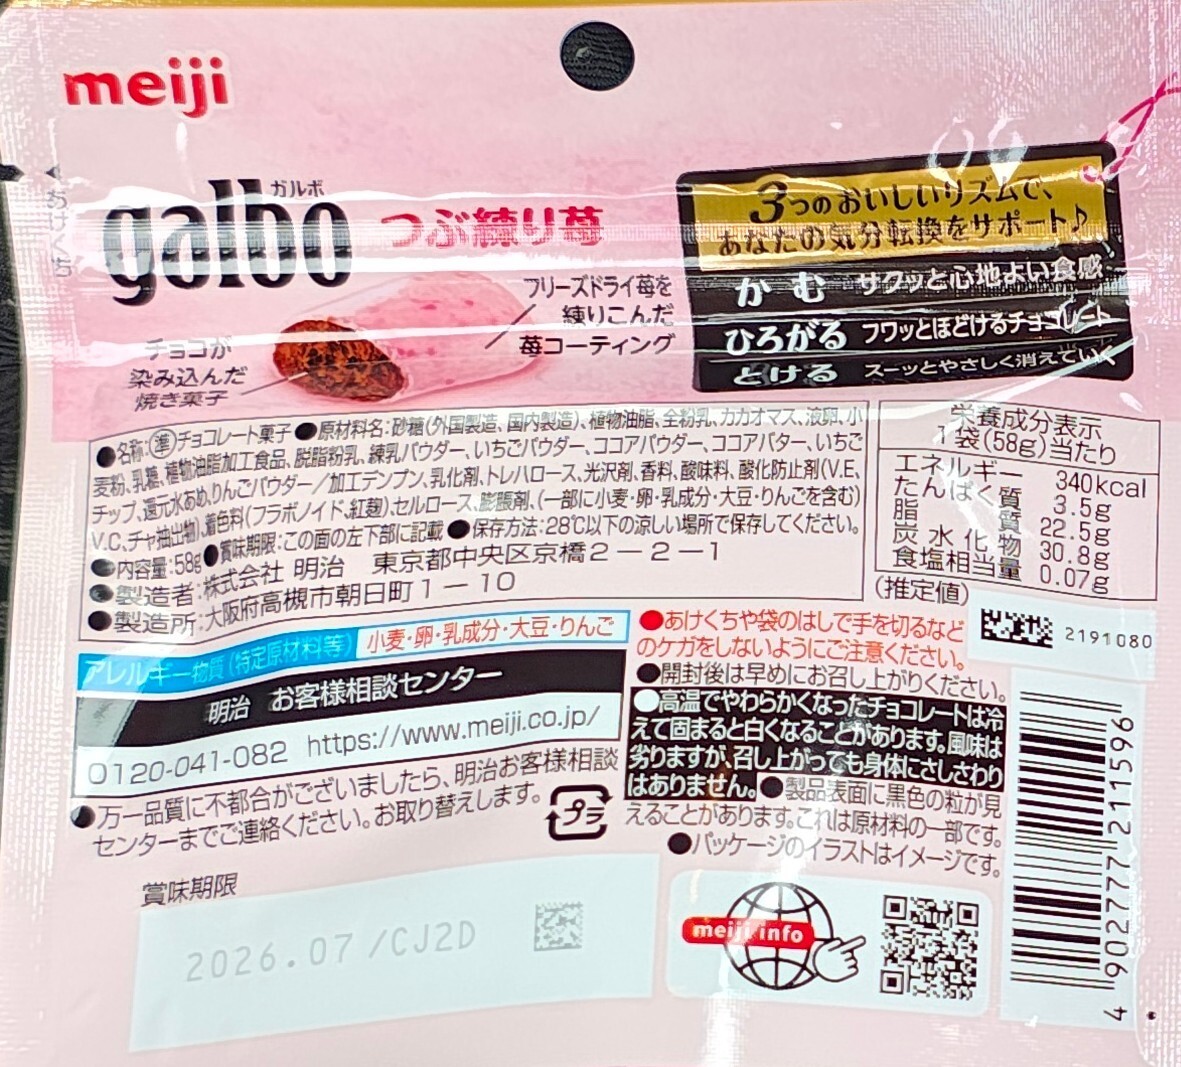 meiji
あけくち
ガルボ
galbo つぶ練り苺
フリーズドライ苺を
練りこんだ
苺コーティング
チョコが
染み込んだ
焼き菓子
3つのおいしいリズムで、
あなたの気分転換をサポート♪
かむ サクッと心地よい食感
ひろがる フワッとほどけるチョコレート
とける スーッとやさしく消えていく
●名称:㊜チョコレート菓子 ●原材料名:砂糖(外国製造、国内製造)、植物油脂、全粉乳、カカオマス、液卵、小
麦粉、乳糖、植物油脂加工食品、脱脂粉乳、練乳パウダー、いちごパウダー、ココアパウダー、ココアバター、いちご
チップ、還元水あめ、りんごパウダー/加工デンプン、乳化剤、トレハロース、光沢剤、香料、酸味料、酸化防止剤(V.E、
V.C、チャ抽出物)、着色料(フラボノイド、紅麹)、セルロース、膨脹剤、(一部に小麦・卵・乳成分・大豆・りんごを含む)
●内容量:58g ●賞味期限:この面の左下部に記載 ●保存方法:28℃以下の涼しい場所で保存してください。
●製造者:株式会社 明治 東京都中央区京橋2－2－1
●製造所:大阪府高槻市朝日町1－10
栄養成分表示
1袋(58g)当たり
エネルギー 340kcal
たんぱく質 3.5g
脂質 22.5g
炭水化物 30.8g
食塩相当量 0.07g
(推定値)
2191080
アレルギー物質(特定原材料等) 小麦・卵・乳成分・大豆・りんご
明治 お客様相談センター
0120-041-082 https://www.meiji.co.jp/
●万一品質に不都合がございましたら、明治お客様相談
センターまでご連絡ください。お取り替えします。
プラ
●あけくちや袋のはしで手を切るなど
のケガをしないようにご注意ください。
●開封後は早めにお召し上がりください。
●高温でやわらかくなったチョコレートは冷
えて固まると白くなることがあります。風味は
劣りますが、召し上がっても身体にさしさわり
はありません。●製品表面に黒色の粒が見
えることがあります。これは原材料の一部です。
●パッケージのイラストはイメージです。
賞味期限
2026.07/CJ2D
meiji info
4 902777 211596